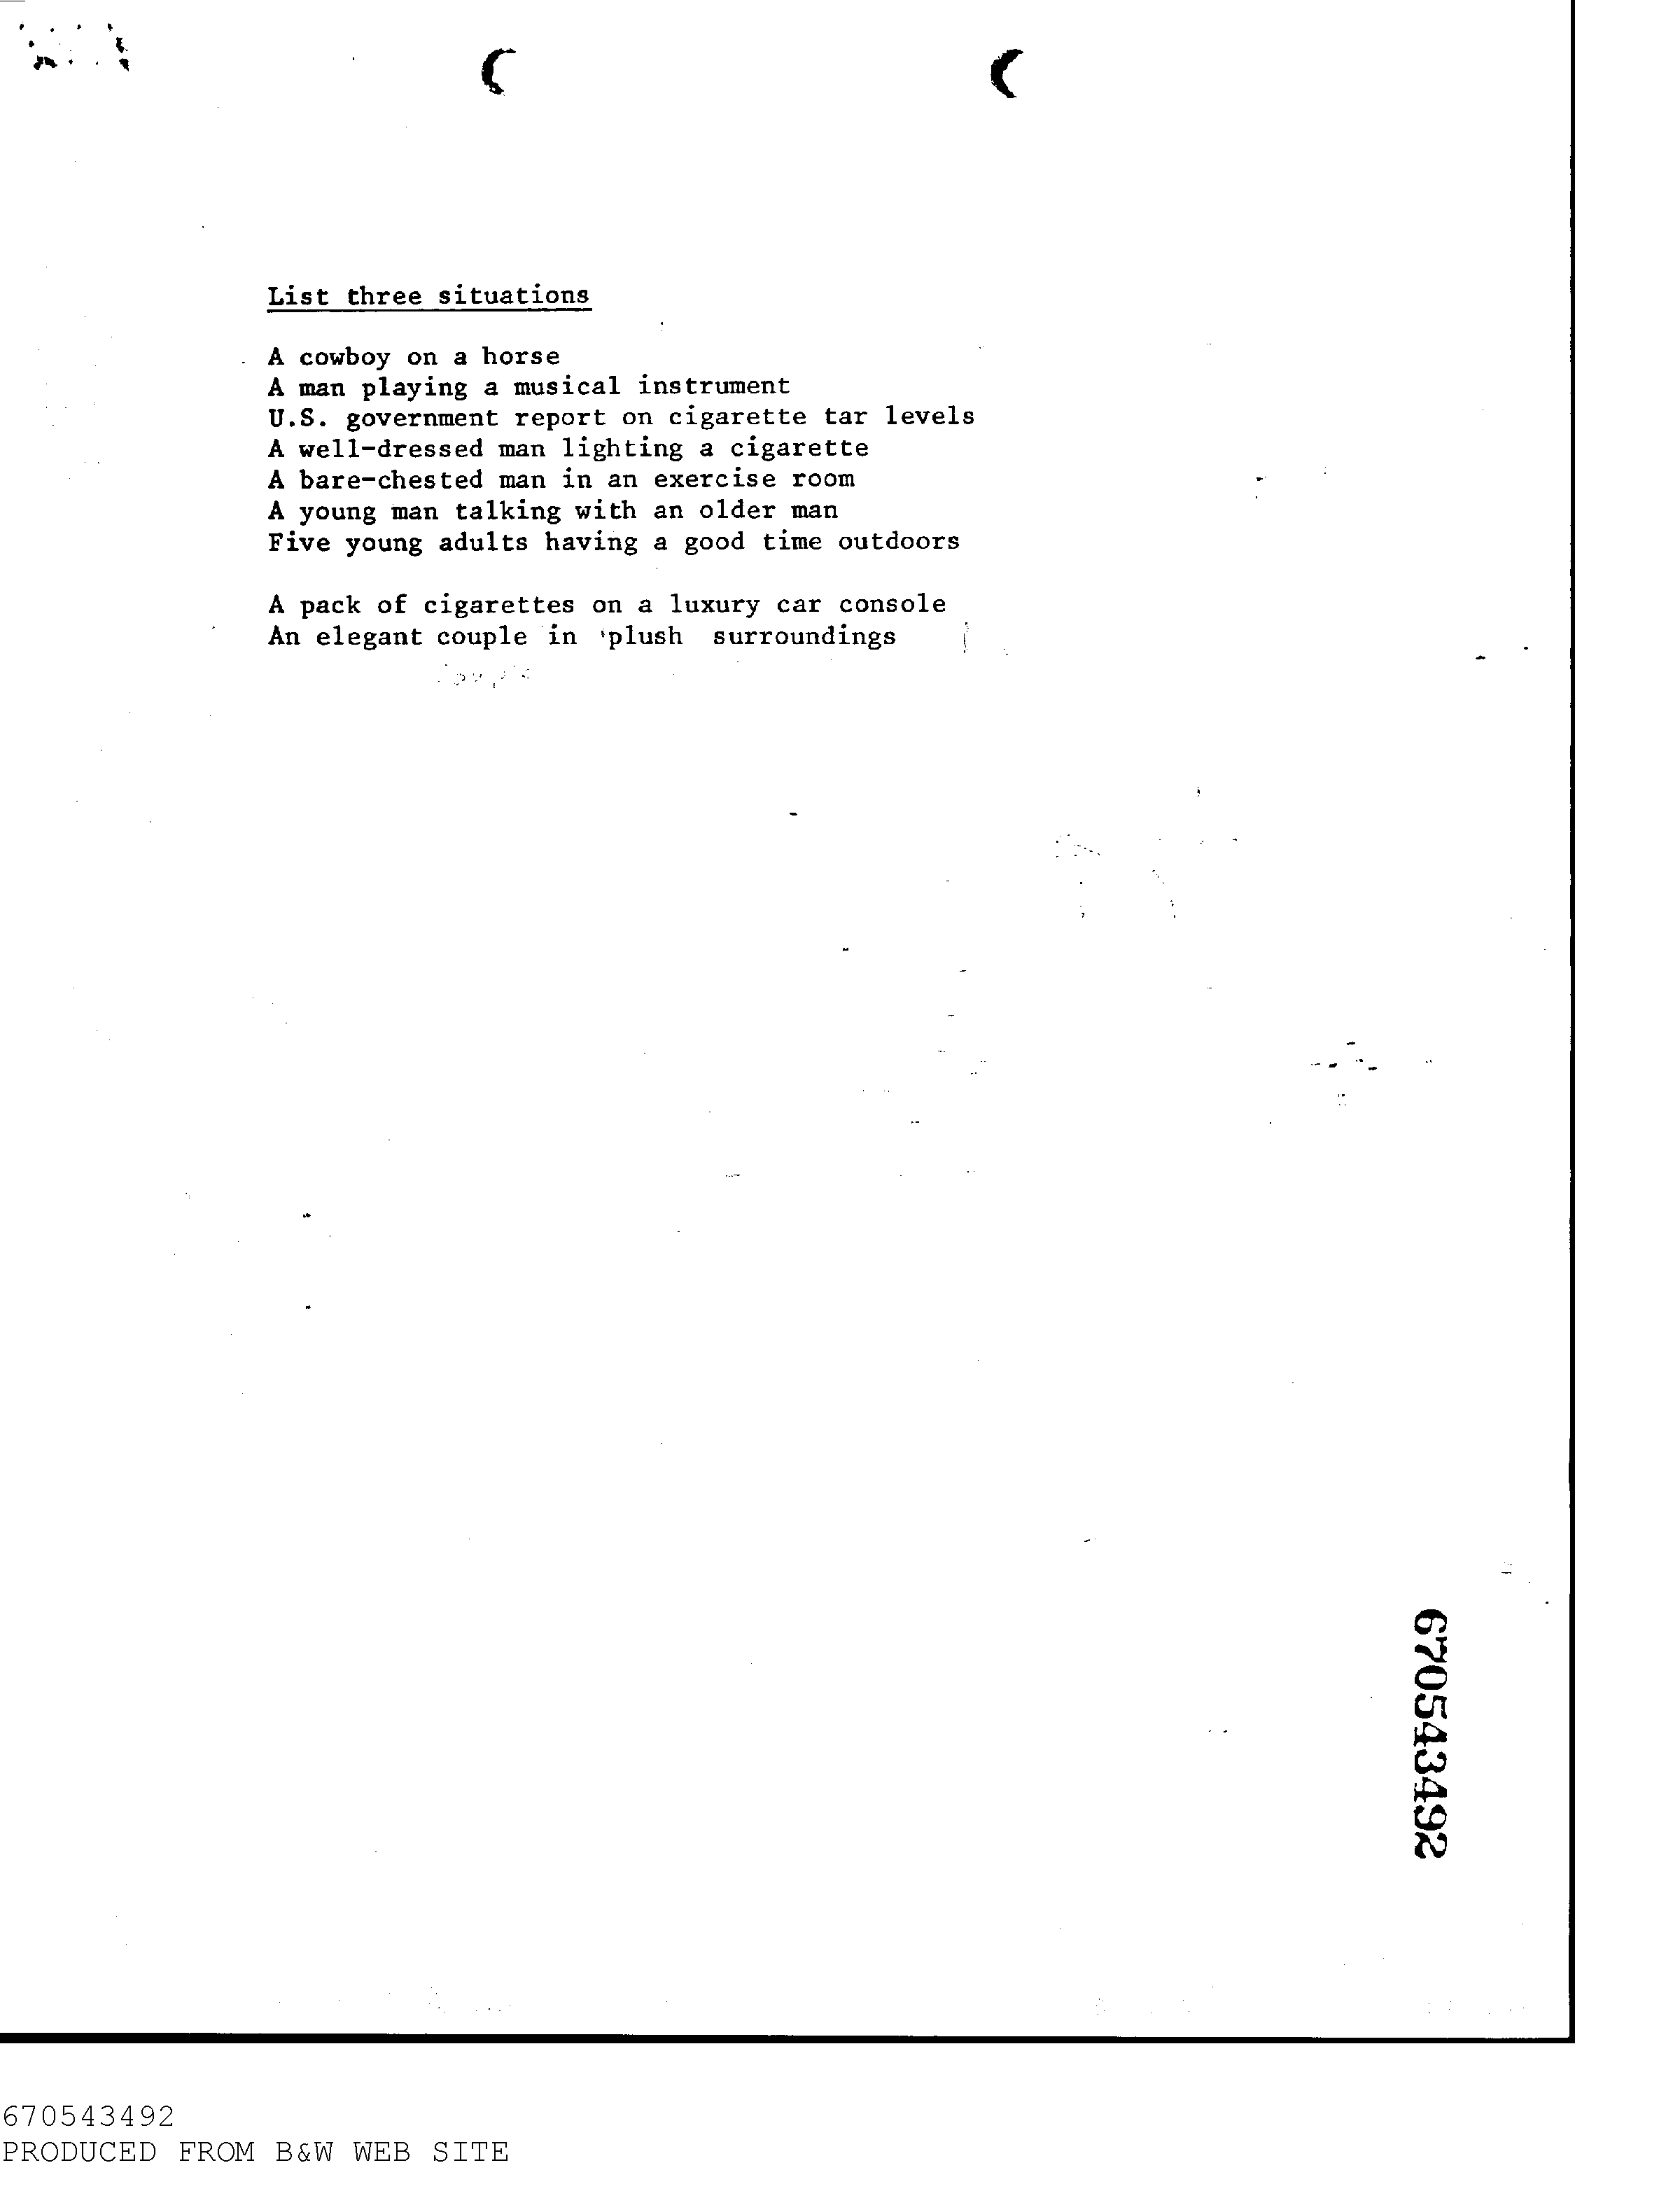 List three situations
A cowboy on a horse
A man playing a musical instrument
U.S. government report on cigarette tar levels
A well-dressed man lighting a cigarette
A bare-chested man in an exercise room
A young man talking with an older man
Five young adults having a good time outdoors
A pack of cigarettes on a luxury car console
An elegant couple in plush surroundings
670543492
670543492
PRODUCED FROM B&W WEB SITE